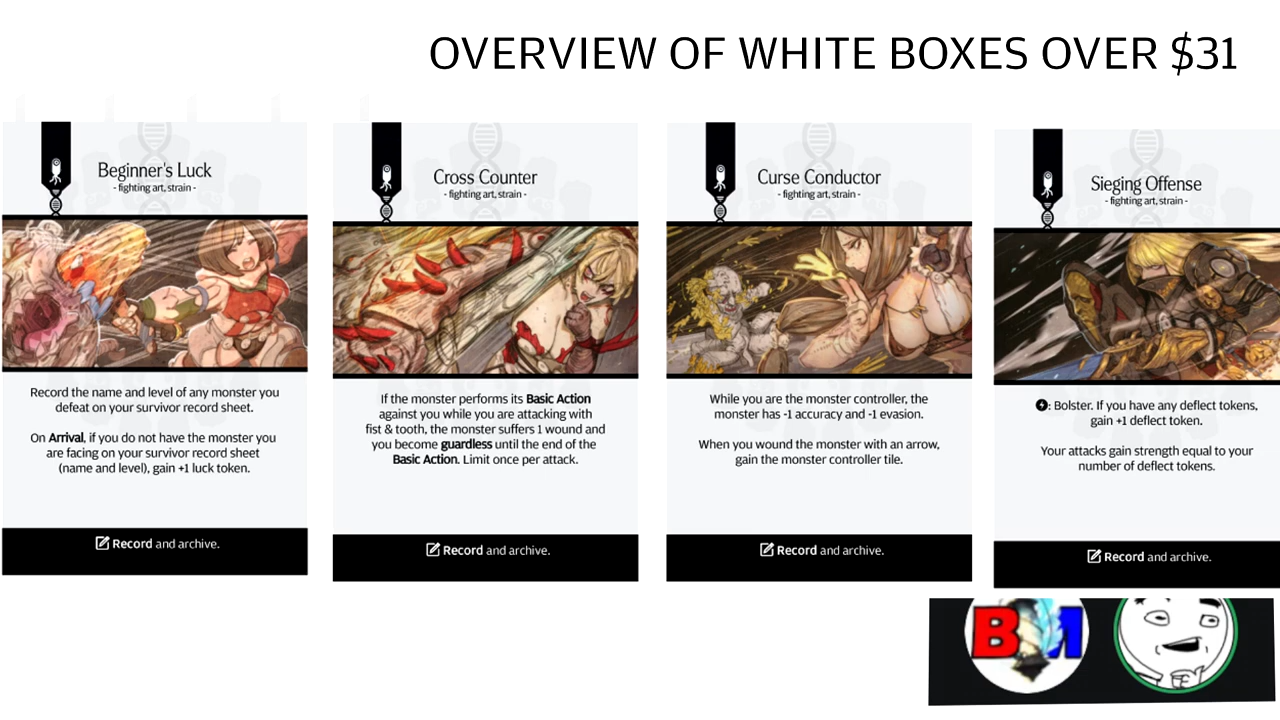 OVERVIEW OF WHITE BOXES OVER $31
Beginner's Luck
- fighting art, strain -
Record the name and level of any monster you
defeat on your survivor record sheet.
On Arrival, if you do not have the monster you
are facing on your survivor record sheet
(name and level), gain +1 luck token.
Record and archive.
Cross Counter
- fighting art, strain -
If the monster performs its Basic Action
against you while you are attacking with
fist & tooth, the monster suffers 1 wound and
you become guardless until the end of the
Basic Action. Limit once per attack.
Record and archive.
Curse Conductor
- fighting art, strain -
While you are the monster controller, the
monster has -1 accuracy and -1 evasion.
When you wound the monster with an arrow,
gain the monster controller tile.
Record and archive.
Sieging Offense
- fighting art, strain -
: Bolster. If you have any deflect tokens,
gain +1 deflect token.
Your attacks gain strength equal to your
number of deflect tokens.
Record and archive.
B M